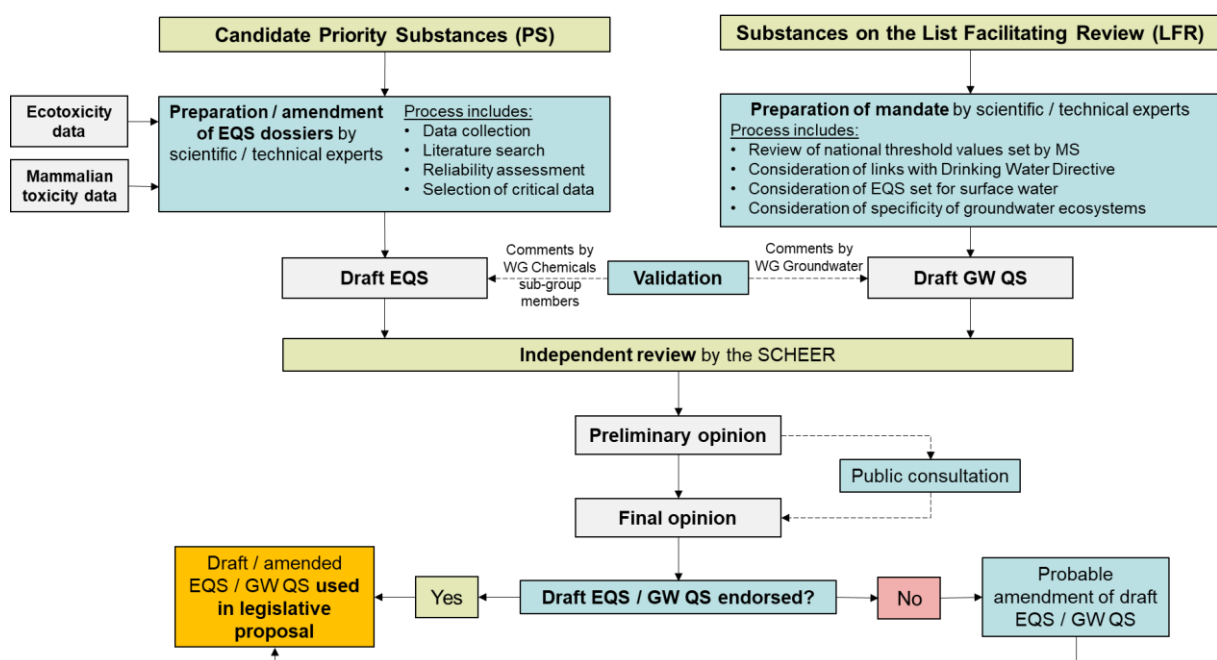 Candidate Priority Substances (PS)
Substances on the List Facilitating Review (LFR)
Ecotoxicity
data
Mammalian
toxicity data
Preparation / amendment
of EQS dossiers by
scientific / technical experts
Process includes:
• Data collection
• Literature search
• Reliability assessment
• Selection of critical data
Preparation of mandate by scientific / technical experts
Process includes:
• Review of national threshold values set by MS
• Consideration of links with Drinking Water Directive
• Consideration of EQS set for surface water
• Consideration of specificity of groundwater ecosystems
Draft EQS
Comments by
WG Chemicals
sub-group
members
Validation
Comments by
WG Groundwater
Draft GW QS
Independent review by the SCHEER
Preliminary opinion
Public consultation
Final opinion
Draft / amended
EQS / GW QS used
in legislative
proposal
Yes
Draft EQS / GW QS endorsed?
No
Probable
amendment of draft
EQS / GW QS